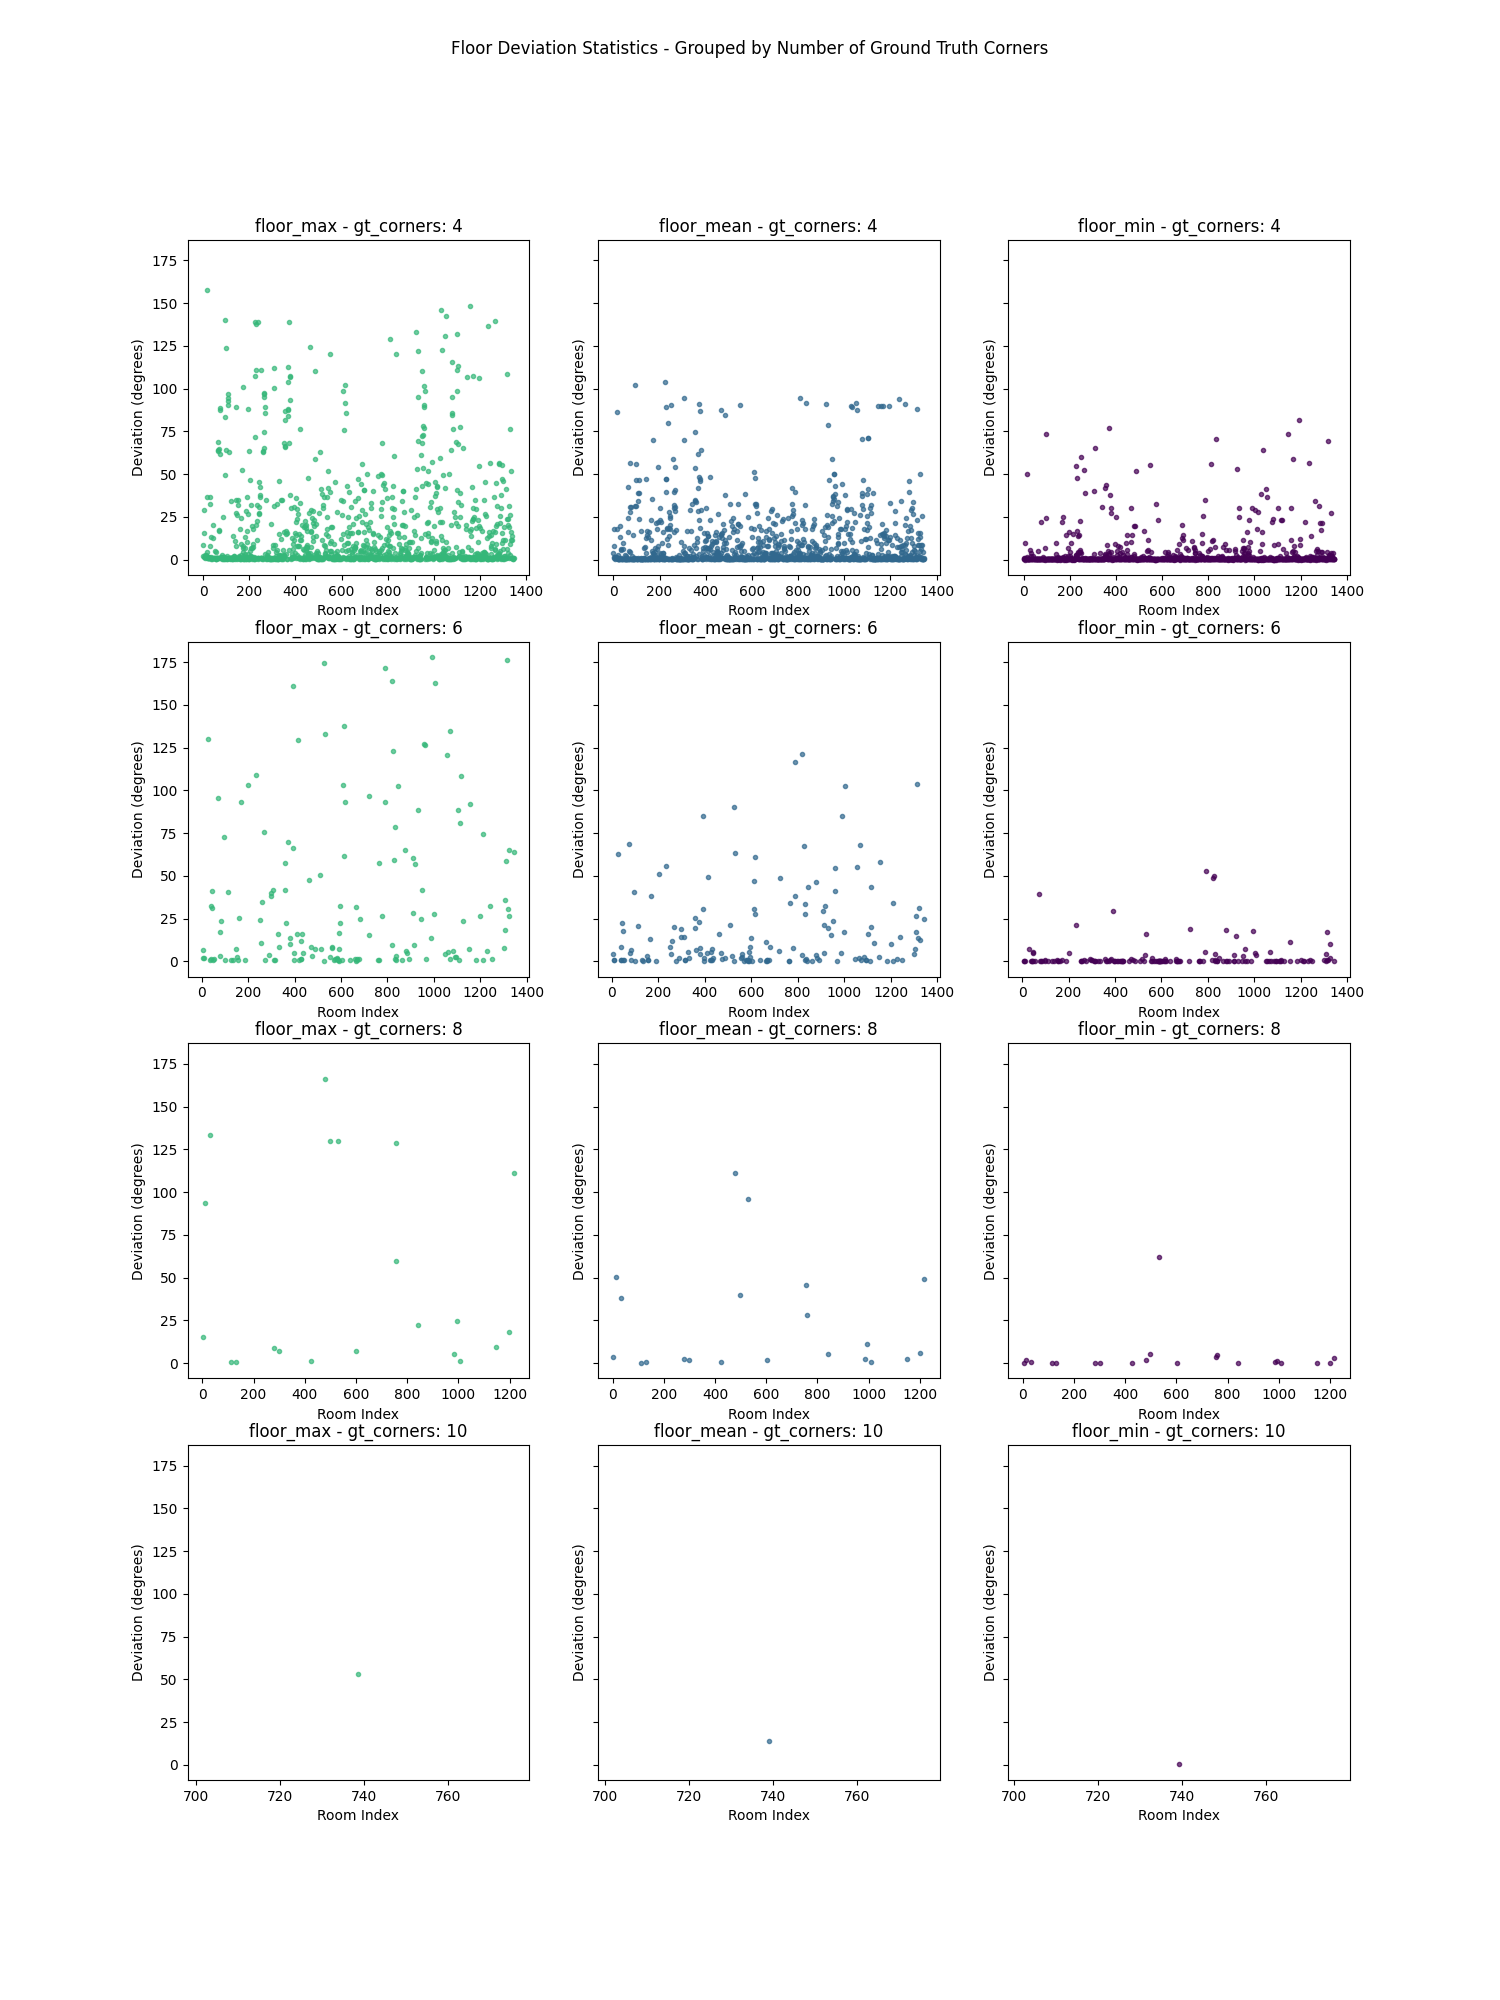 Floor Deviation Statistics - Grouped by Number of Ground Truth Corners
floor_max - gt_corners: 4
floor_mean - gt_corners: 4
floor_min - gt_corners: 4
Deviation (degrees)
175
150
125
100
75
50
25
0
0 200 400 600 800 1000 1200 1400
Room Index
Deviation (degrees)
0 200 400 600 800 1000 1200 1400
Room Index
Deviation (degrees)
0 200 400 600 800 1000 1200 1400
Room Index
floor_max - gt_corners: 6
floor_mean - gt_corners: 6
floor_min - gt_corners: 6
Deviation (degrees)
175
150
125
100
75
50
25
0
0 200 400 600 800 1000 1200 1400
Room Index
Deviation (degrees)
0 200 400 600 800 1000 1200 1400
Room Index
Deviation (degrees)
0 200 400 600 800 1000 1200 1400
Room Index
floor_max - gt_corners: 8
floor_mean - gt_corners: 8
floor_min - gt_corners: 8
Deviation (degrees)
175
150
125
100
75
50
25
0
0 200 400 600 800 1000 1200
Room Index
Deviation (degrees)
0 200 400 600 800 1000 1200
Room Index
Deviation (degrees)
0 200 400 600 800 1000 1200
Room Index
floor_max - gt_corners: 10
floor_mean - gt_corners: 10
floor_min - gt_corners: 10
Deviation (degrees)
175
150
125
100
75
50
25
0
700 720 740 760
Room Index
Deviation (degrees)
700 720 740 760
Room Index
Deviation (degrees)
700 720 740 760
Room Index